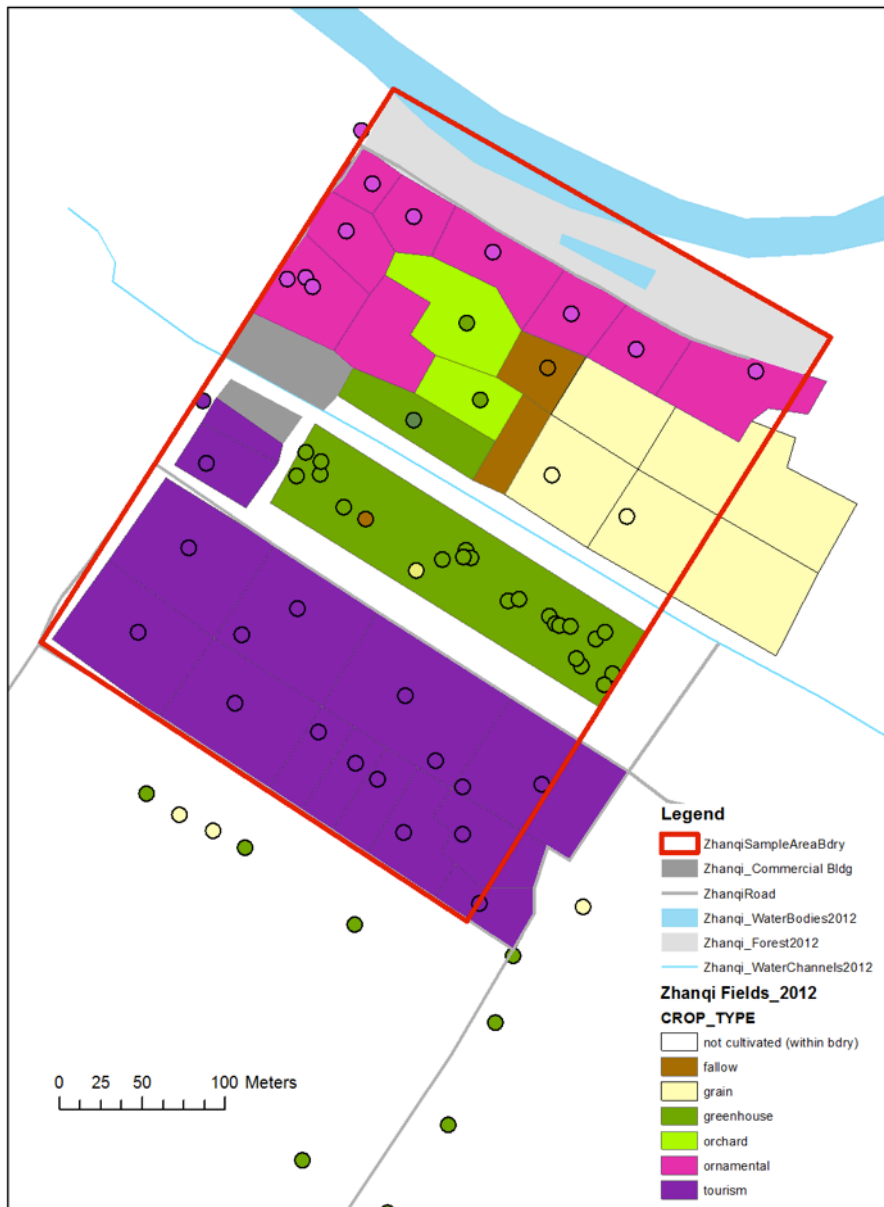 0 25 50 100 Meters
Legend
ZhanqiSampleAreaBdry
Zhanqi_Commercial Bldg
ZhanqiRoad
Zhanqi_WaterBodies2012
Zhanqi_Forest2012
Zhanqi_WaterChannels2012
Zhanqi Fields_2012
CROP_TYPE
not cultivated (within bdry)
fallow
grain
greenhouse
orchard
ornamental
tourism